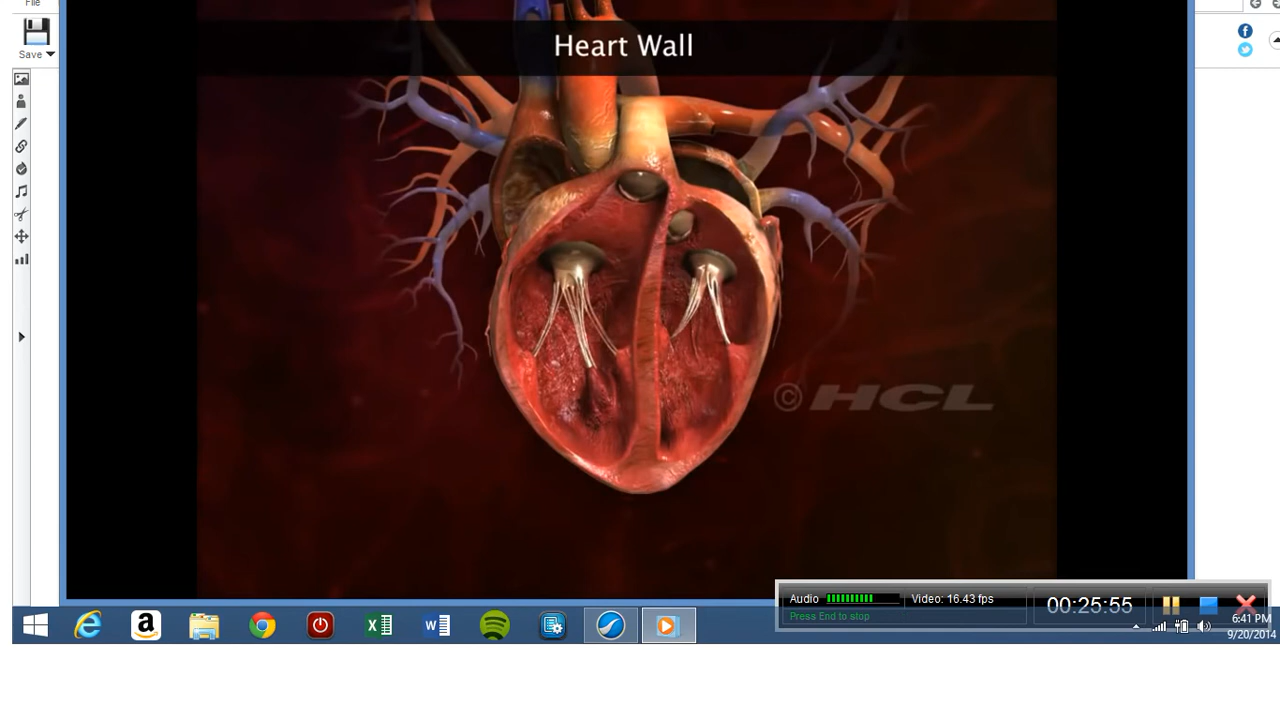 File
Save
Heart Wall
© HCL
Audio
Video: 16.43 fps
00:25:55
Press End to stop
6:41 PM
9/20/2014